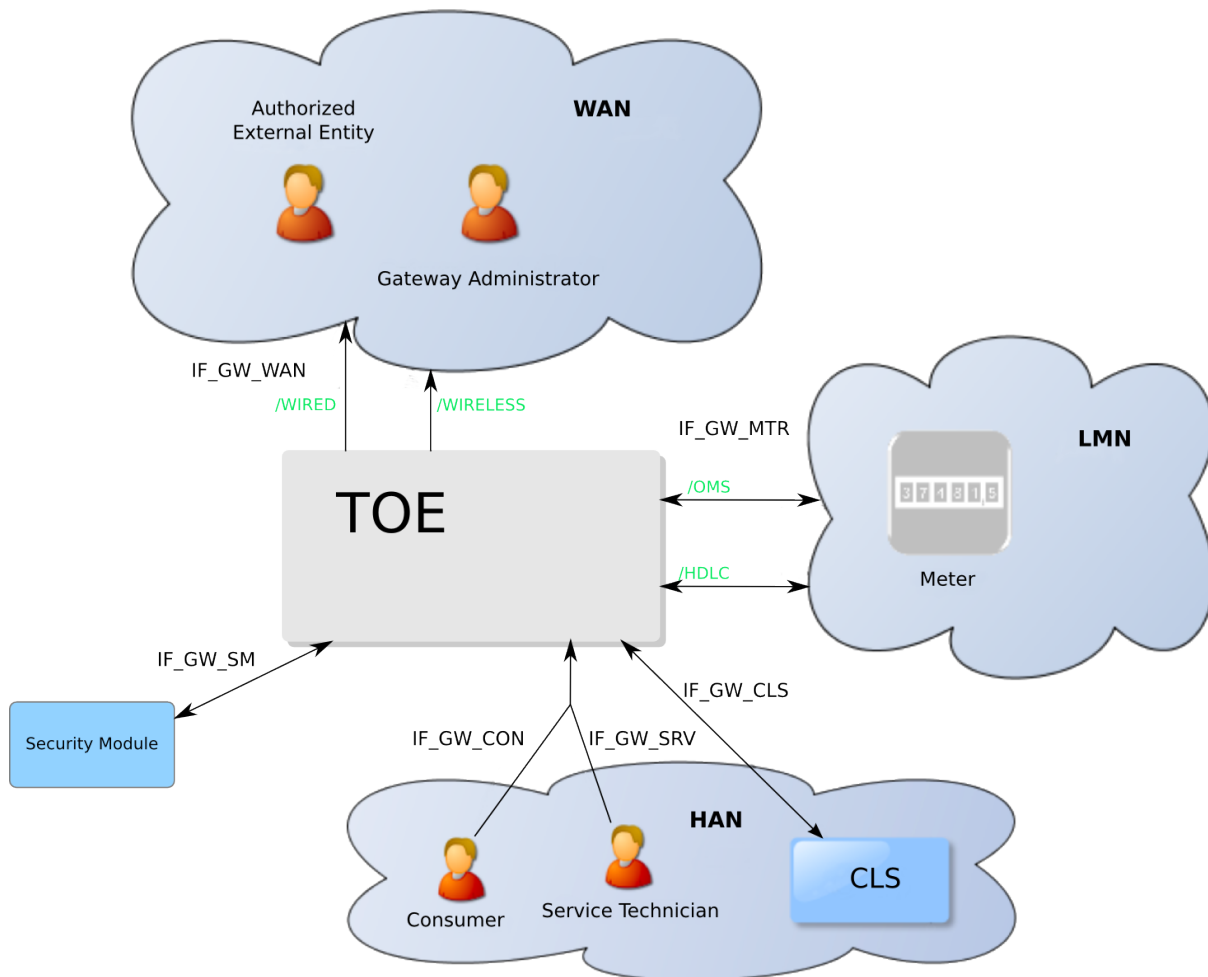 Authorized
External Entity
WAN
Gateway Administrator
IF_GW_WAN
/WIRED
/WIRELESS
IF_GW_MTR
LMN
/OMS
TOE
371815
/HDLC
Meter
IF_GW_SM
IF_GW_CLS
Security Module
IF_GW_CON
IF_GW_SRV
HAN
CLS
Consumer
Service Technician